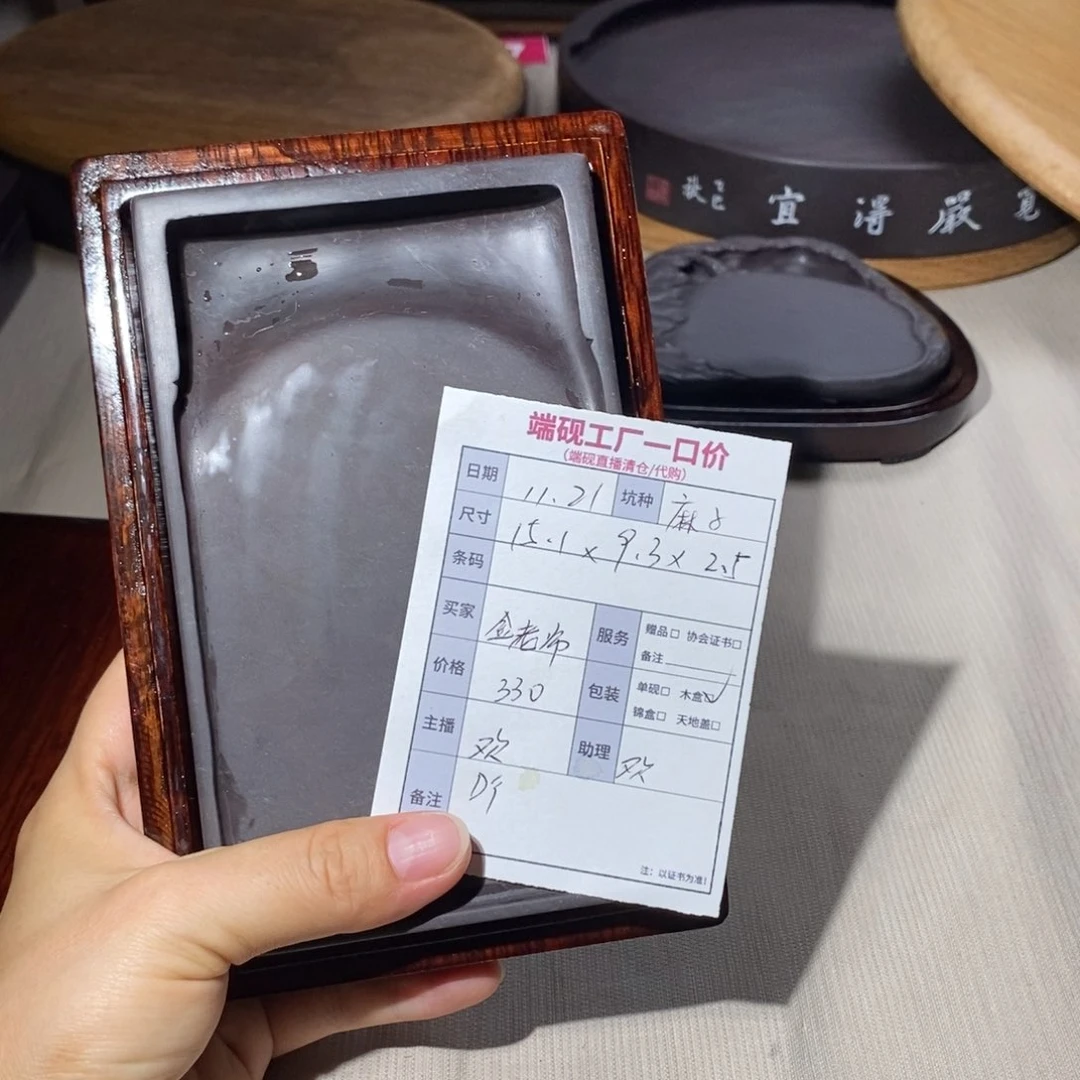 宜得嚴
端砚工厂一口价
(端砚直播清仓/代购)
日期 11.21 坑种 麻子
尺寸 15.1 x 9.3 x 2.5
条码
买家 金老师 服务 赠品□ 协会证书□
备注
价格 330 包装 单砚□ 木盒□✓
锦盒□ 天地盖□
主播 欢 助理 欢
备注
注：以证书为准!